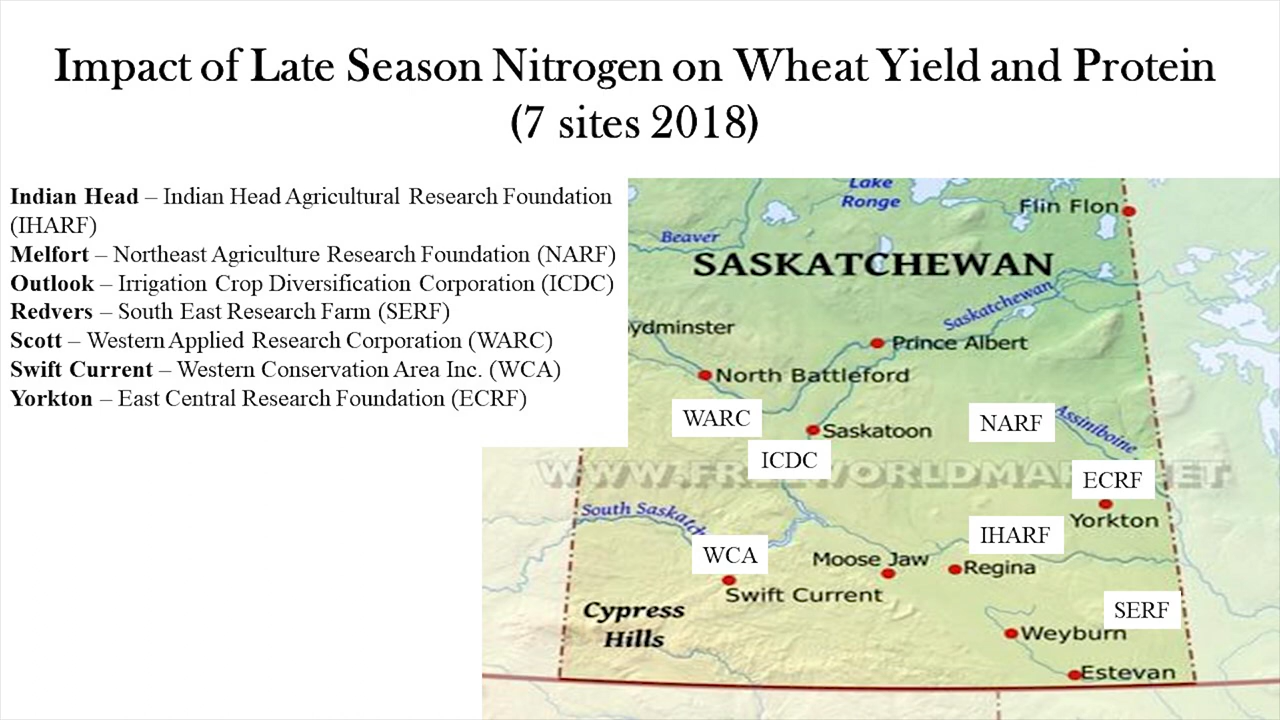 Impact of Late Season Nitrogen on Wheat Yield and Protein
(7 sites 2018)
Indian Head – Indian Head Agricultural Research Foundation
(IHARF)
Melfort – Northeast Agriculture Research Foundation (NARF)
Outlook – Irrigation Crop Diversification Corporation (ICDC)
Redvers – South East Research Farm (SERF)
Scott – Western Applied Research Corporation (WARC)
Swift Current – Western Conservation Area Inc. (WCA)
Yorkton – East Central Research Foundation (ECRF)
Lake
Ronge
Flin Flon
Beaver
SASKATCHEWAN
Saskatchewan
ydminster
Prince Albert
North Battleford
WARC
NARF
Assiniboine
Saskatoon
ICDC
WWW.FREEWORLDMA .NET
ECRF
South Saskatch
Yorkton
IHARF
WCA
Moose Jaw
Regina
Swift Current
Cypress
Hills
SERF
Weyburn
Estevan